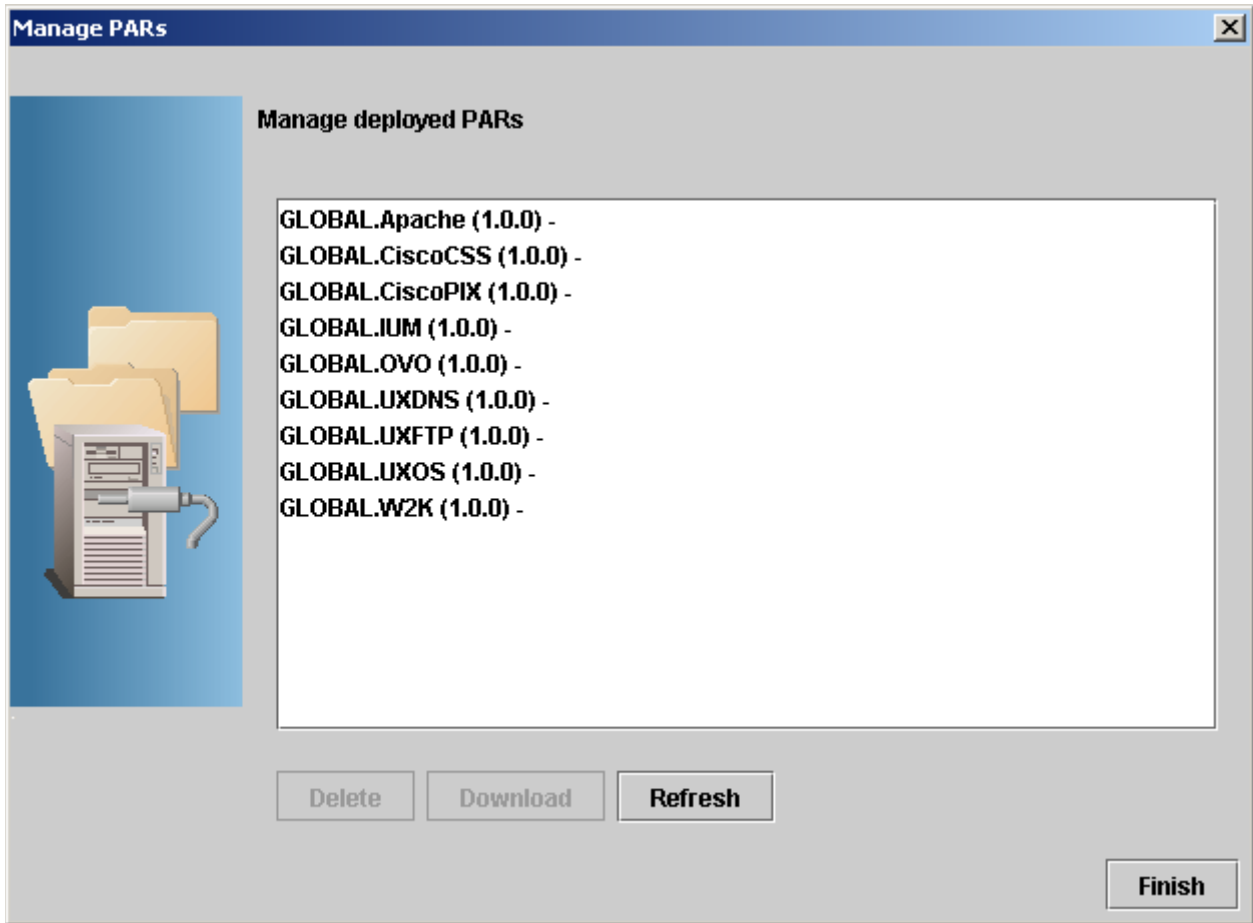 Manage PARs
Manage deployed PARs
GLOBAL.Apache (1.0.0) -
GLOBAL.CiscoCSS (1.0.0) -
GLOBAL.CiscoPIX (1.0.0) -
GLOBAL.IUM (1.0.0) -
GLOBAL.OVO (1.0.0) -
GLOBAL.UXDNS (1.0.0) -
GLOBAL.UXFTP (1.0.0) -
GLOBAL.UXOS (1.0.0) -
GLOBAL.W2K (1.0.0) -
Delete Download Refresh
Finish